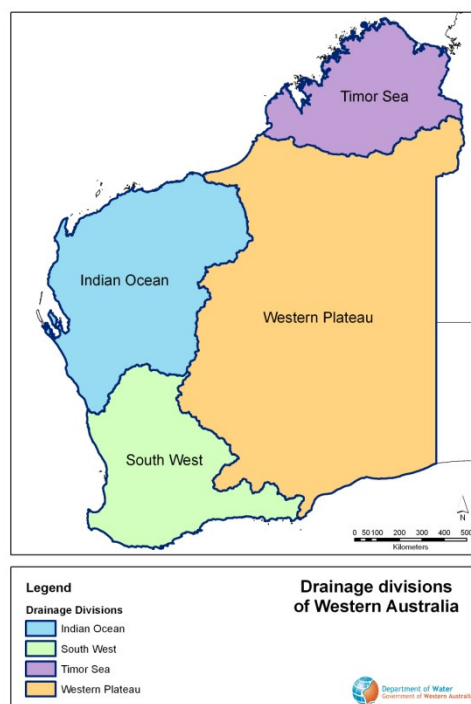 Timor Sea
Indian Ocean
Western Plateau
South West
N
0 50 100 200 300 400 500
Kilometers
Legend
Drainage divisions
of Western Australia
Drainage Divisions
Indian Ocean
South West
Timor Sea
Western Plateau
Department of Water
Government of Western Australia